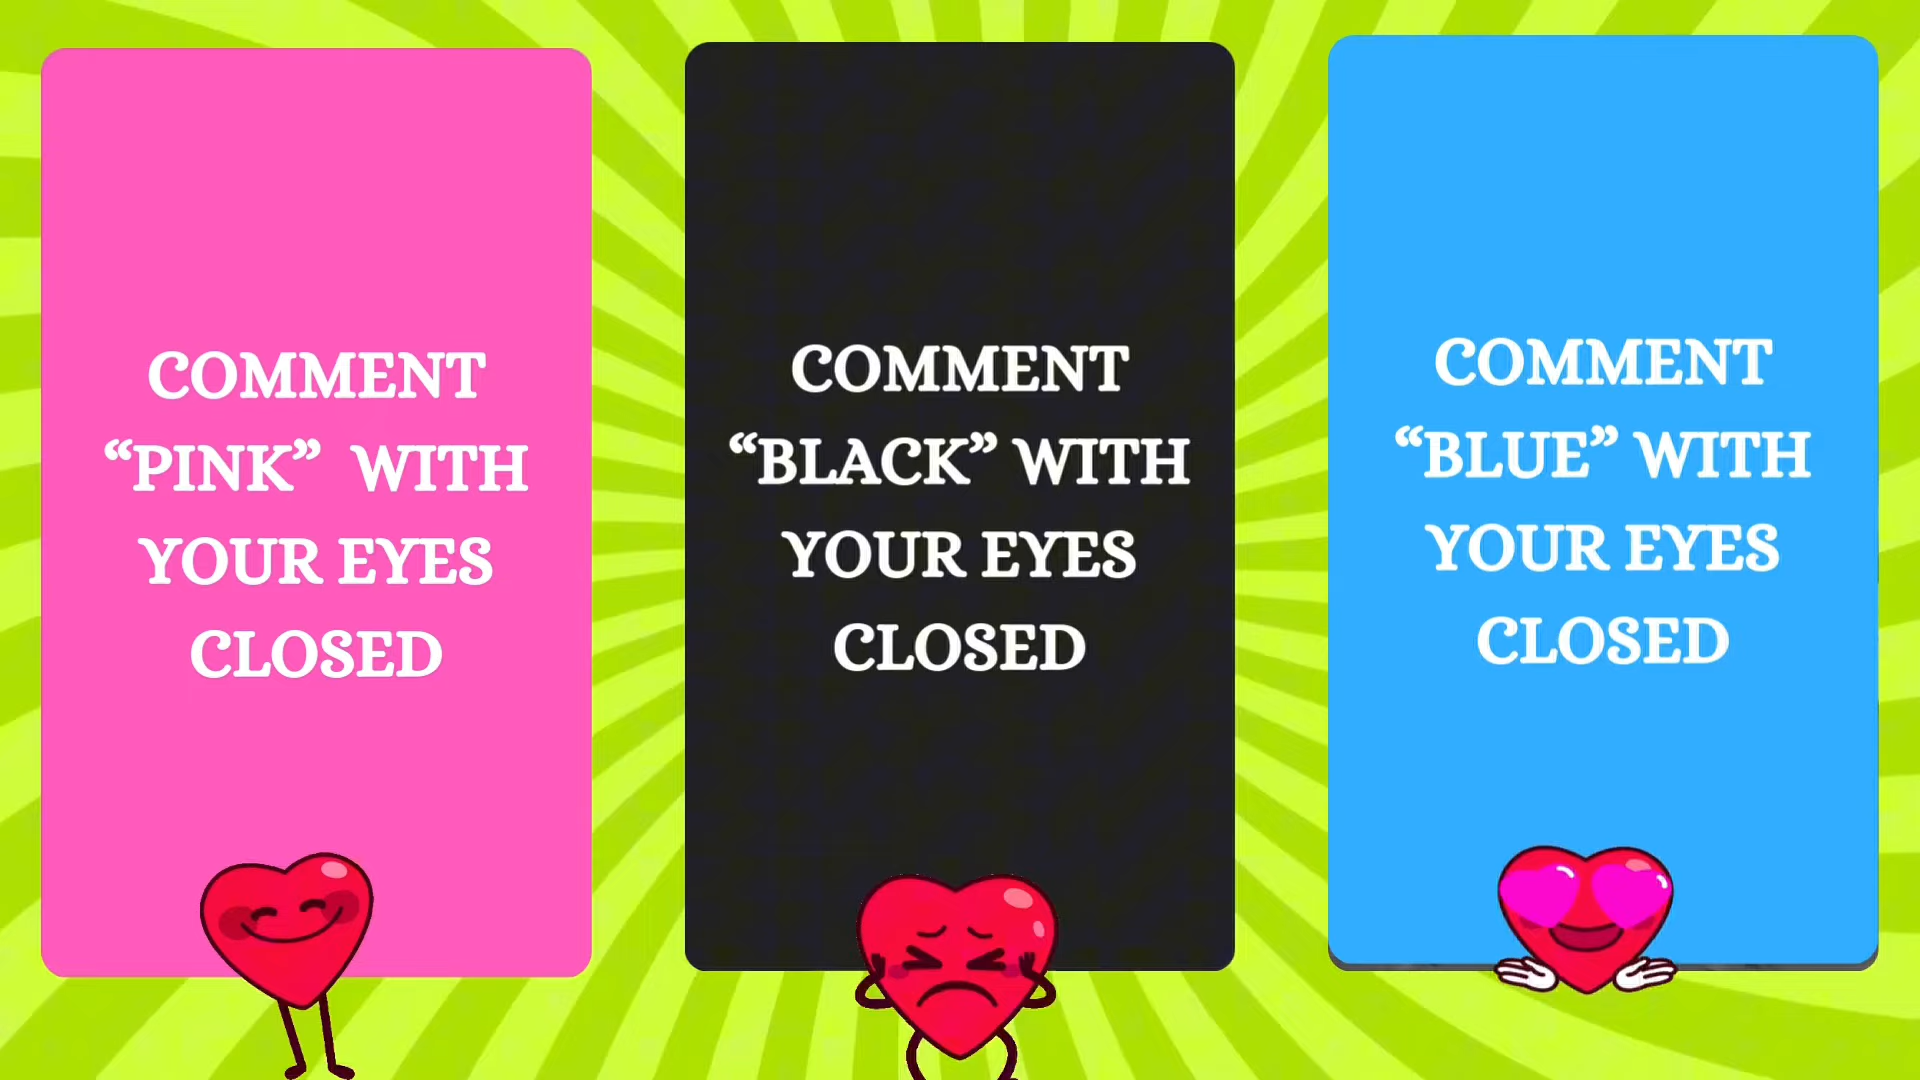 COMMENT
“PINK”  WITH
YOUR EYES
CLOSED
COMMENT
“BLACK” WITH
YOUR EYES
CLOSED
COMMENT
“BLUE” WITH
YOUR EYES
CLOSED